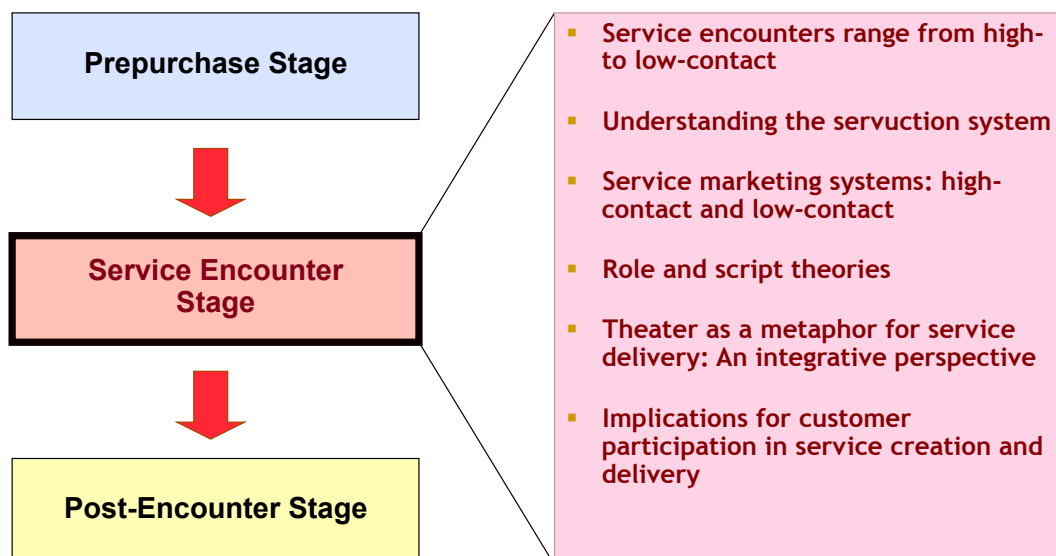 Prepurchase Stage
Service Encounter
Stage
Post-Encounter Stage
▪ Service encounters range from high-
to low-contact
▪ Understanding the servuction system
▪ Service marketing systems: high-
contact and low-contact
▪ Role and script theories
▪ Theater as a metaphor for service
delivery: An integrative perspective
▪ Implications for customer
participation in service creation and
delivery